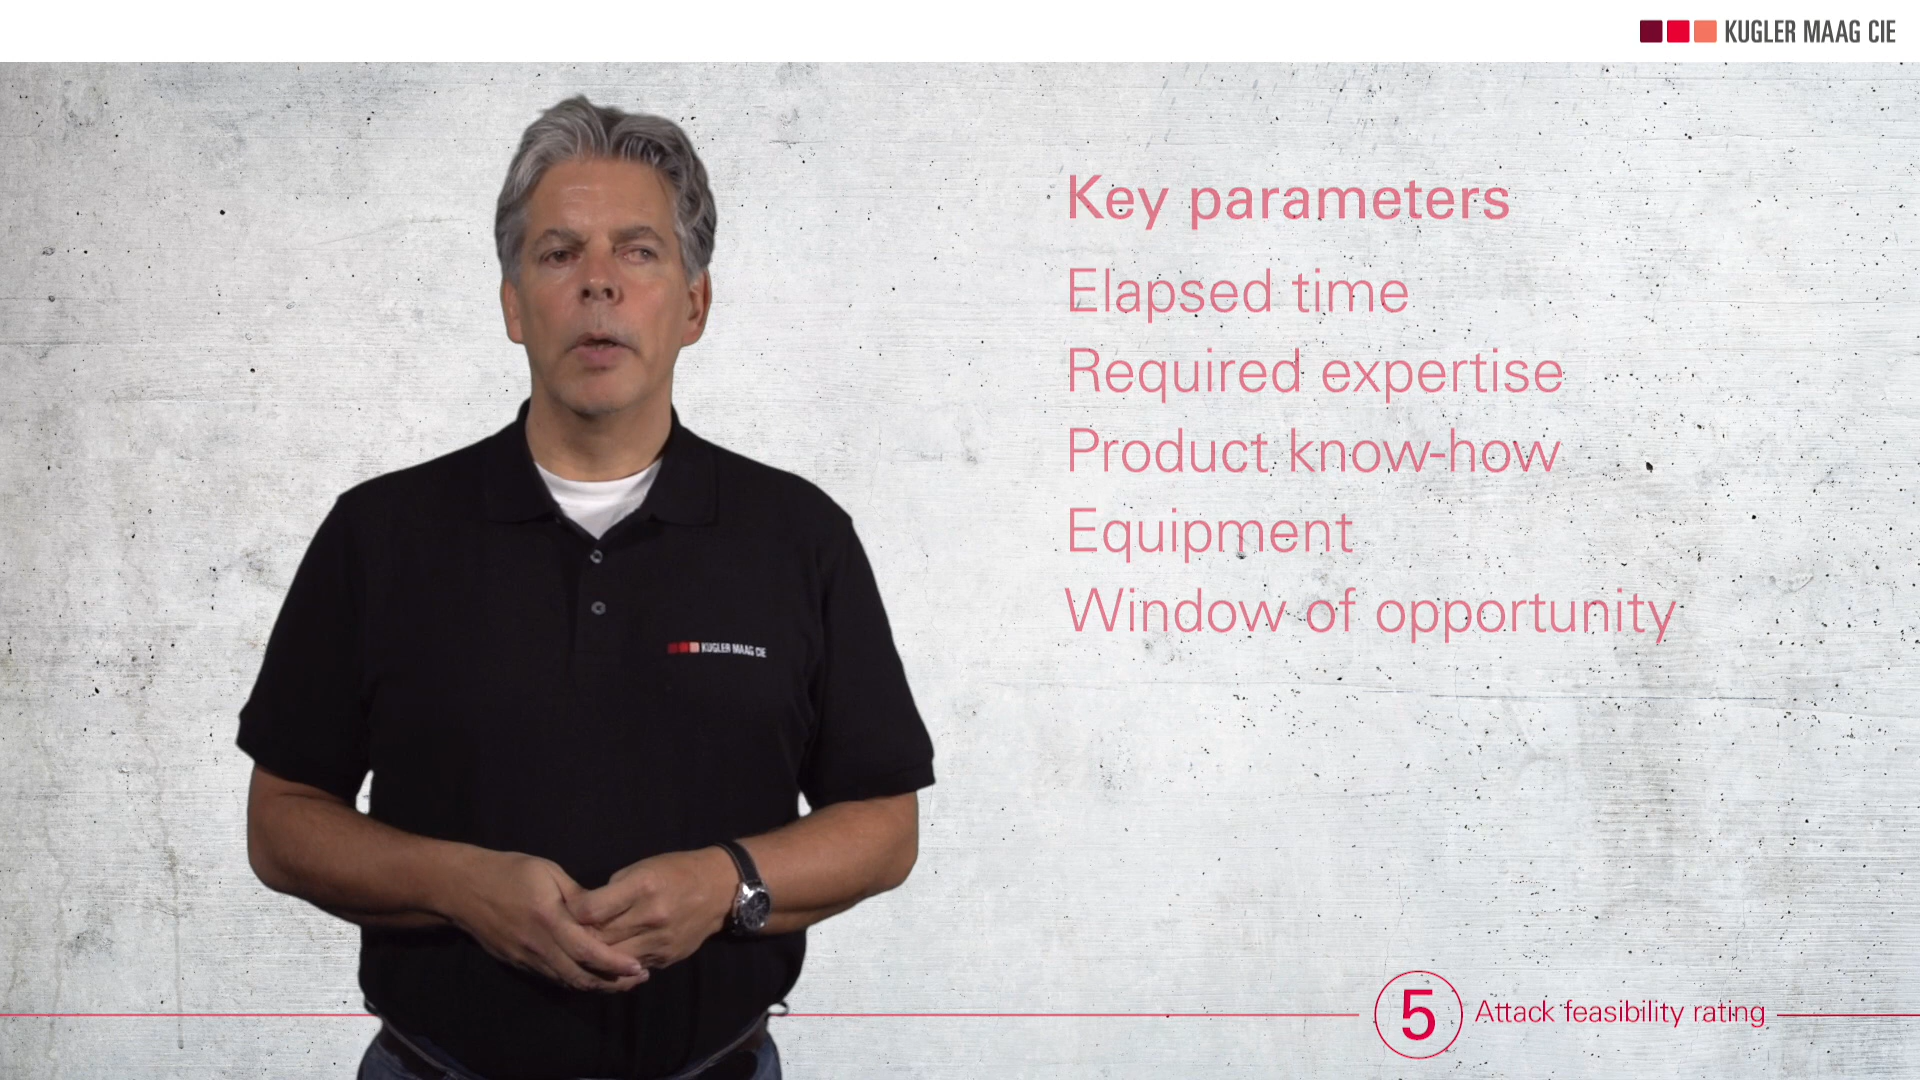 KUGLER MAAG CIE
Key parameters
Elapsed time
Required expertise
Product know-how
Equipment
Window of opportunity
KUGLER MAAG CIE
5 Attack feasibility rating